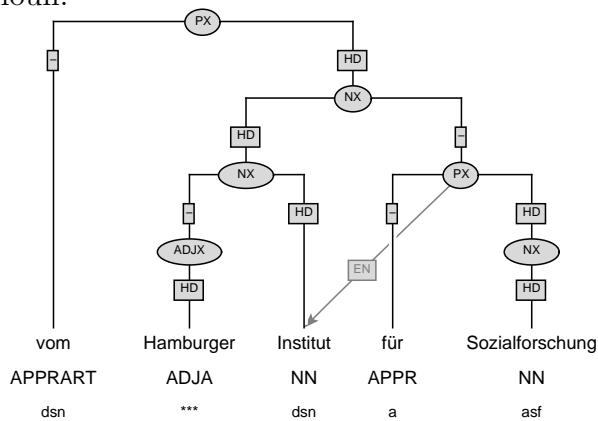 PX
– HD
NX
HD –
NX PX
– HD – HD
ADJX NX
EN
HD HD
vom Hamburger Institut für Sozialforschung
APPRART ADJA NN APPR NN
dsn *** dsn a asf